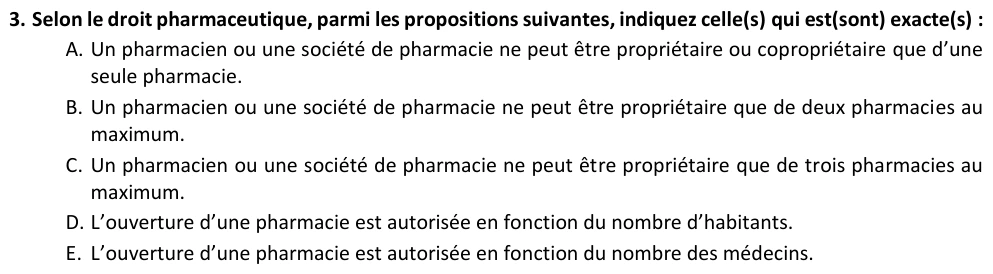 3. Selon le droit pharmaceutique, parmi les propositions suivantes, indiquez celle(s) qui est(sont) exacte(s) :
A. Un pharmacien ou une société de pharmacie ne peut être propriétaire ou copropriétaire que d’une
seule pharmacie.
B. Un pharmacien ou une société de pharmacie ne peut être propriétaire que de deux pharmacies au
maximum.
C. Un pharmacien ou une société de pharmacie ne peut être propriétaire que de trois pharmacies au
maximum.
D. L’ouverture d’une pharmacie est autorisée en fonction du nombre d’habitants.
E. L’ouverture d’une pharmacie est autorisée en fonction du nombre des médecins.